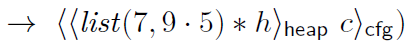 → ⟨⟨list(7, 9 · 5) ∗ h⟩heap c⟩cfg)